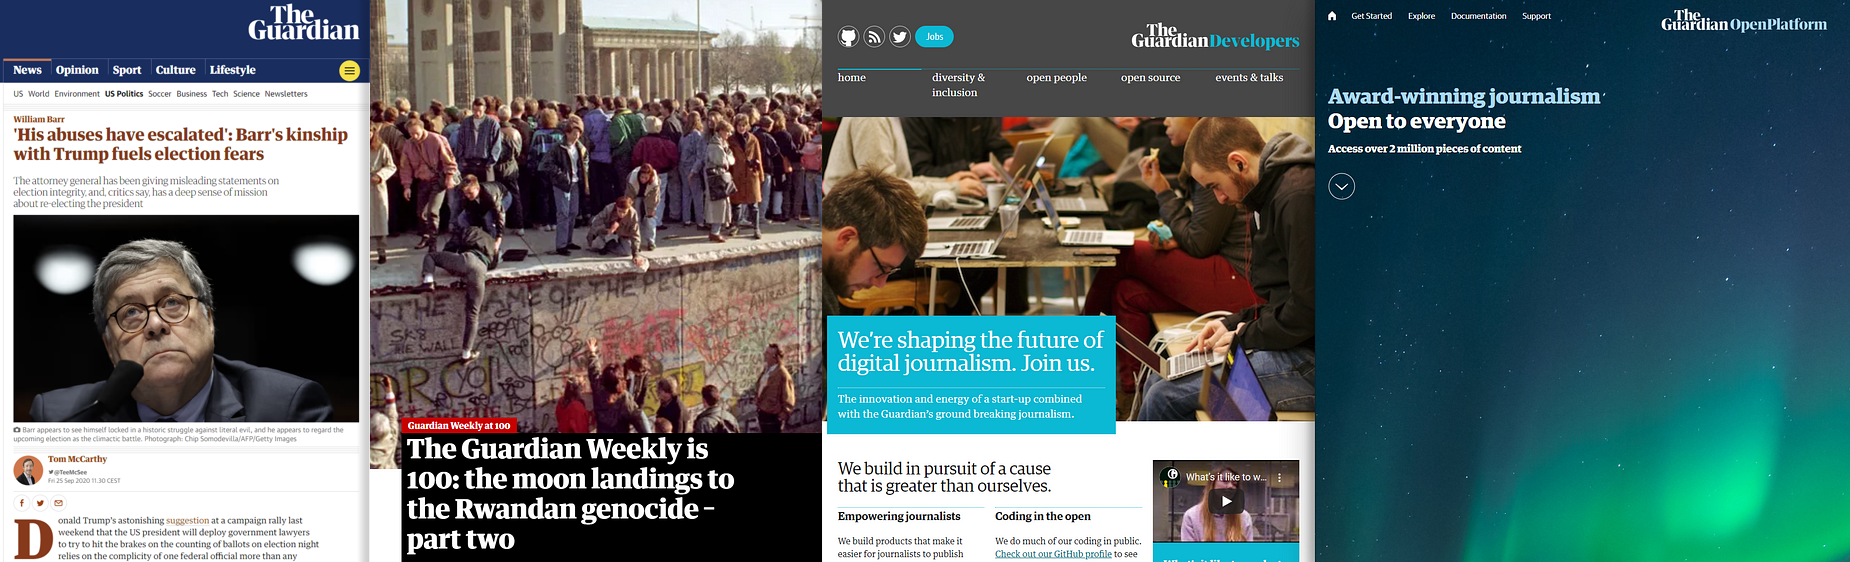 The
Guardian
News
Opinion
Sport
Culture
Lifestyle
US World Environment US Politics Soccer Business Tech Science Newsletters
William Barr
'His abuses have escalated': Barr's kinship
with Trump fuels election fears
The attorney general has been giving misleading statements on
election integrity, and, critics say, has a deep sense of mission
about re-electing the president
Barr appears to see himself locked in a historic struggle against literal evil, and he appears to regard the
upcoming election as the climactic battle. Photograph: Chip Somodevilla/AFP/Getty Images
Tom McCarthy
@TeeMcSee
Fri 25 Sep 2020 11.30 CEST
Donald Trump's astonishing suggestion at a campaign rally last
weekend that the US president will deploy government lawyers
to try to hit the brakes on the counting of ballots on election night
relies on the complicity of one federal official more than any
THE NAME OF THE PEOPLE
SKS
THE WALL
Guardian Weekly at 100
The Guardian Weekly is
100: the moon landings to
the Rwandan genocide –
part two
Jobs
The
Guardian Developers
home
diversity &
inclusion
open people
open source
events & talks
We're shaping the future of
digital journalism. Join us.
The innovation and energy of a start-up combined
with the Guardian's ground breaking journalism.
We build in pursuit of a cause
that is greater than ourselves.
Empowering journalists
We build products that make it
easier for journalists to publish
Coding in the open
We do much of our coding in public.
Check out our GitHub profile to see
What's it like to w...
Get Started
Explore
Documentation
Support
The
Guardian OpenPlatform
Award-winning journalism
Open to everyone
Access over 2 million pieces of content